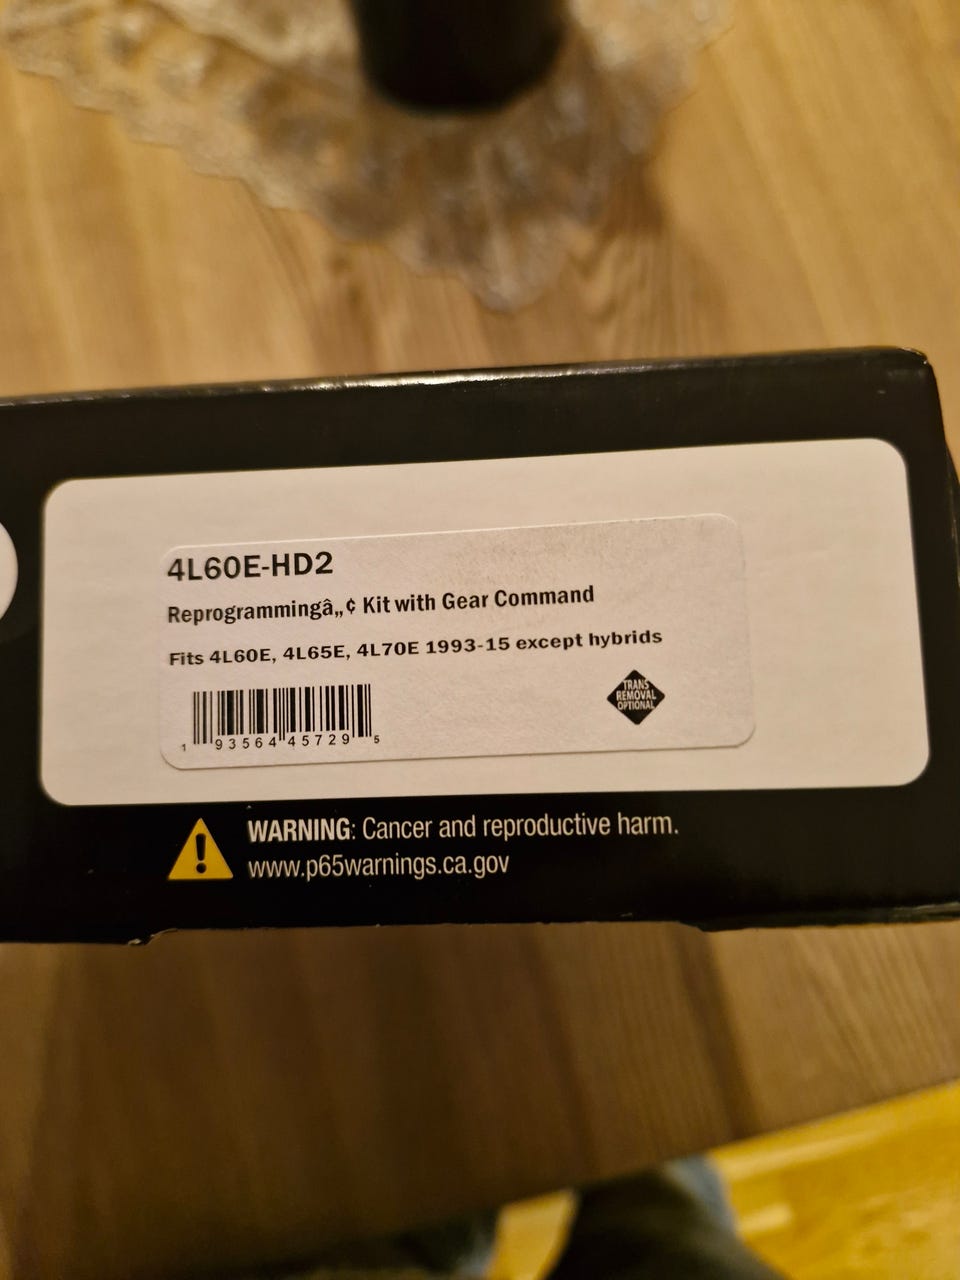 4L60E-HD2
Reprogrammingâ„¢ Kit with Gear Command
Fits 4L60E, 4L65E, 4L70E 1993-15 except hybrids
TRANS
REMOVAL
OPTIONAL
1 93564 45729 5
WARNING: Cancer and reproductive harm.
www.p65warnings.ca.gov